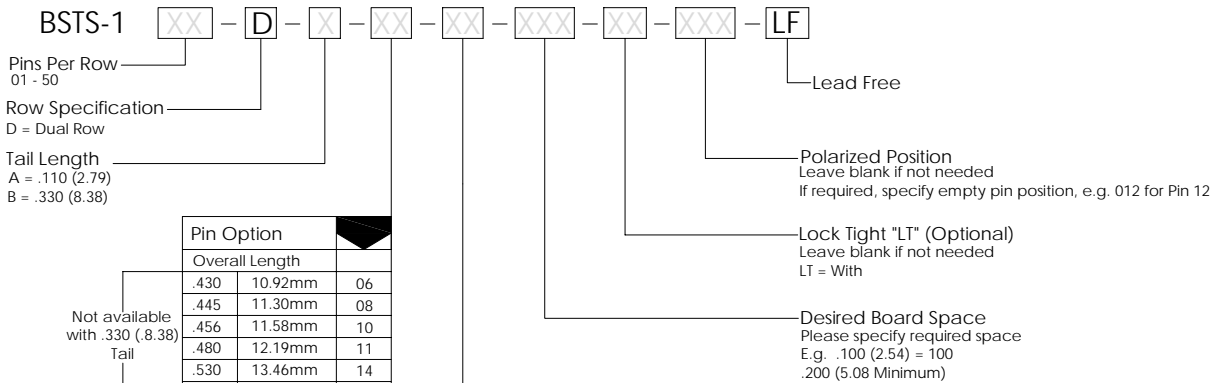 BSTS-1 XX - D - X - XX - XX - XXX - XX - XXX - LF
Pins Per Row
01 - 50
Row Specification
D = Dual Row
Tail Length
A = .110 (2.79)
B = .330 (8.38)
Pin Option
Overall Length
.430 10.92mm 06
.445 11.30mm 08
.456 11.58mm 10
.480 12.19mm 11
.530 13.46mm 14
Not available
with .330 (.8.38)
Tail
Lead Free
Polarized Position
Leave blank if not needed
If required, specify empty pin position, e.g. 012 for Pin 12
Lock Tight "LT" (Optional)
Leave blank if not needed
LT = With
Desired Board Space
Please specify required space
E.g. .100 (2.54) = 100
.200 (5.08 Minimum)